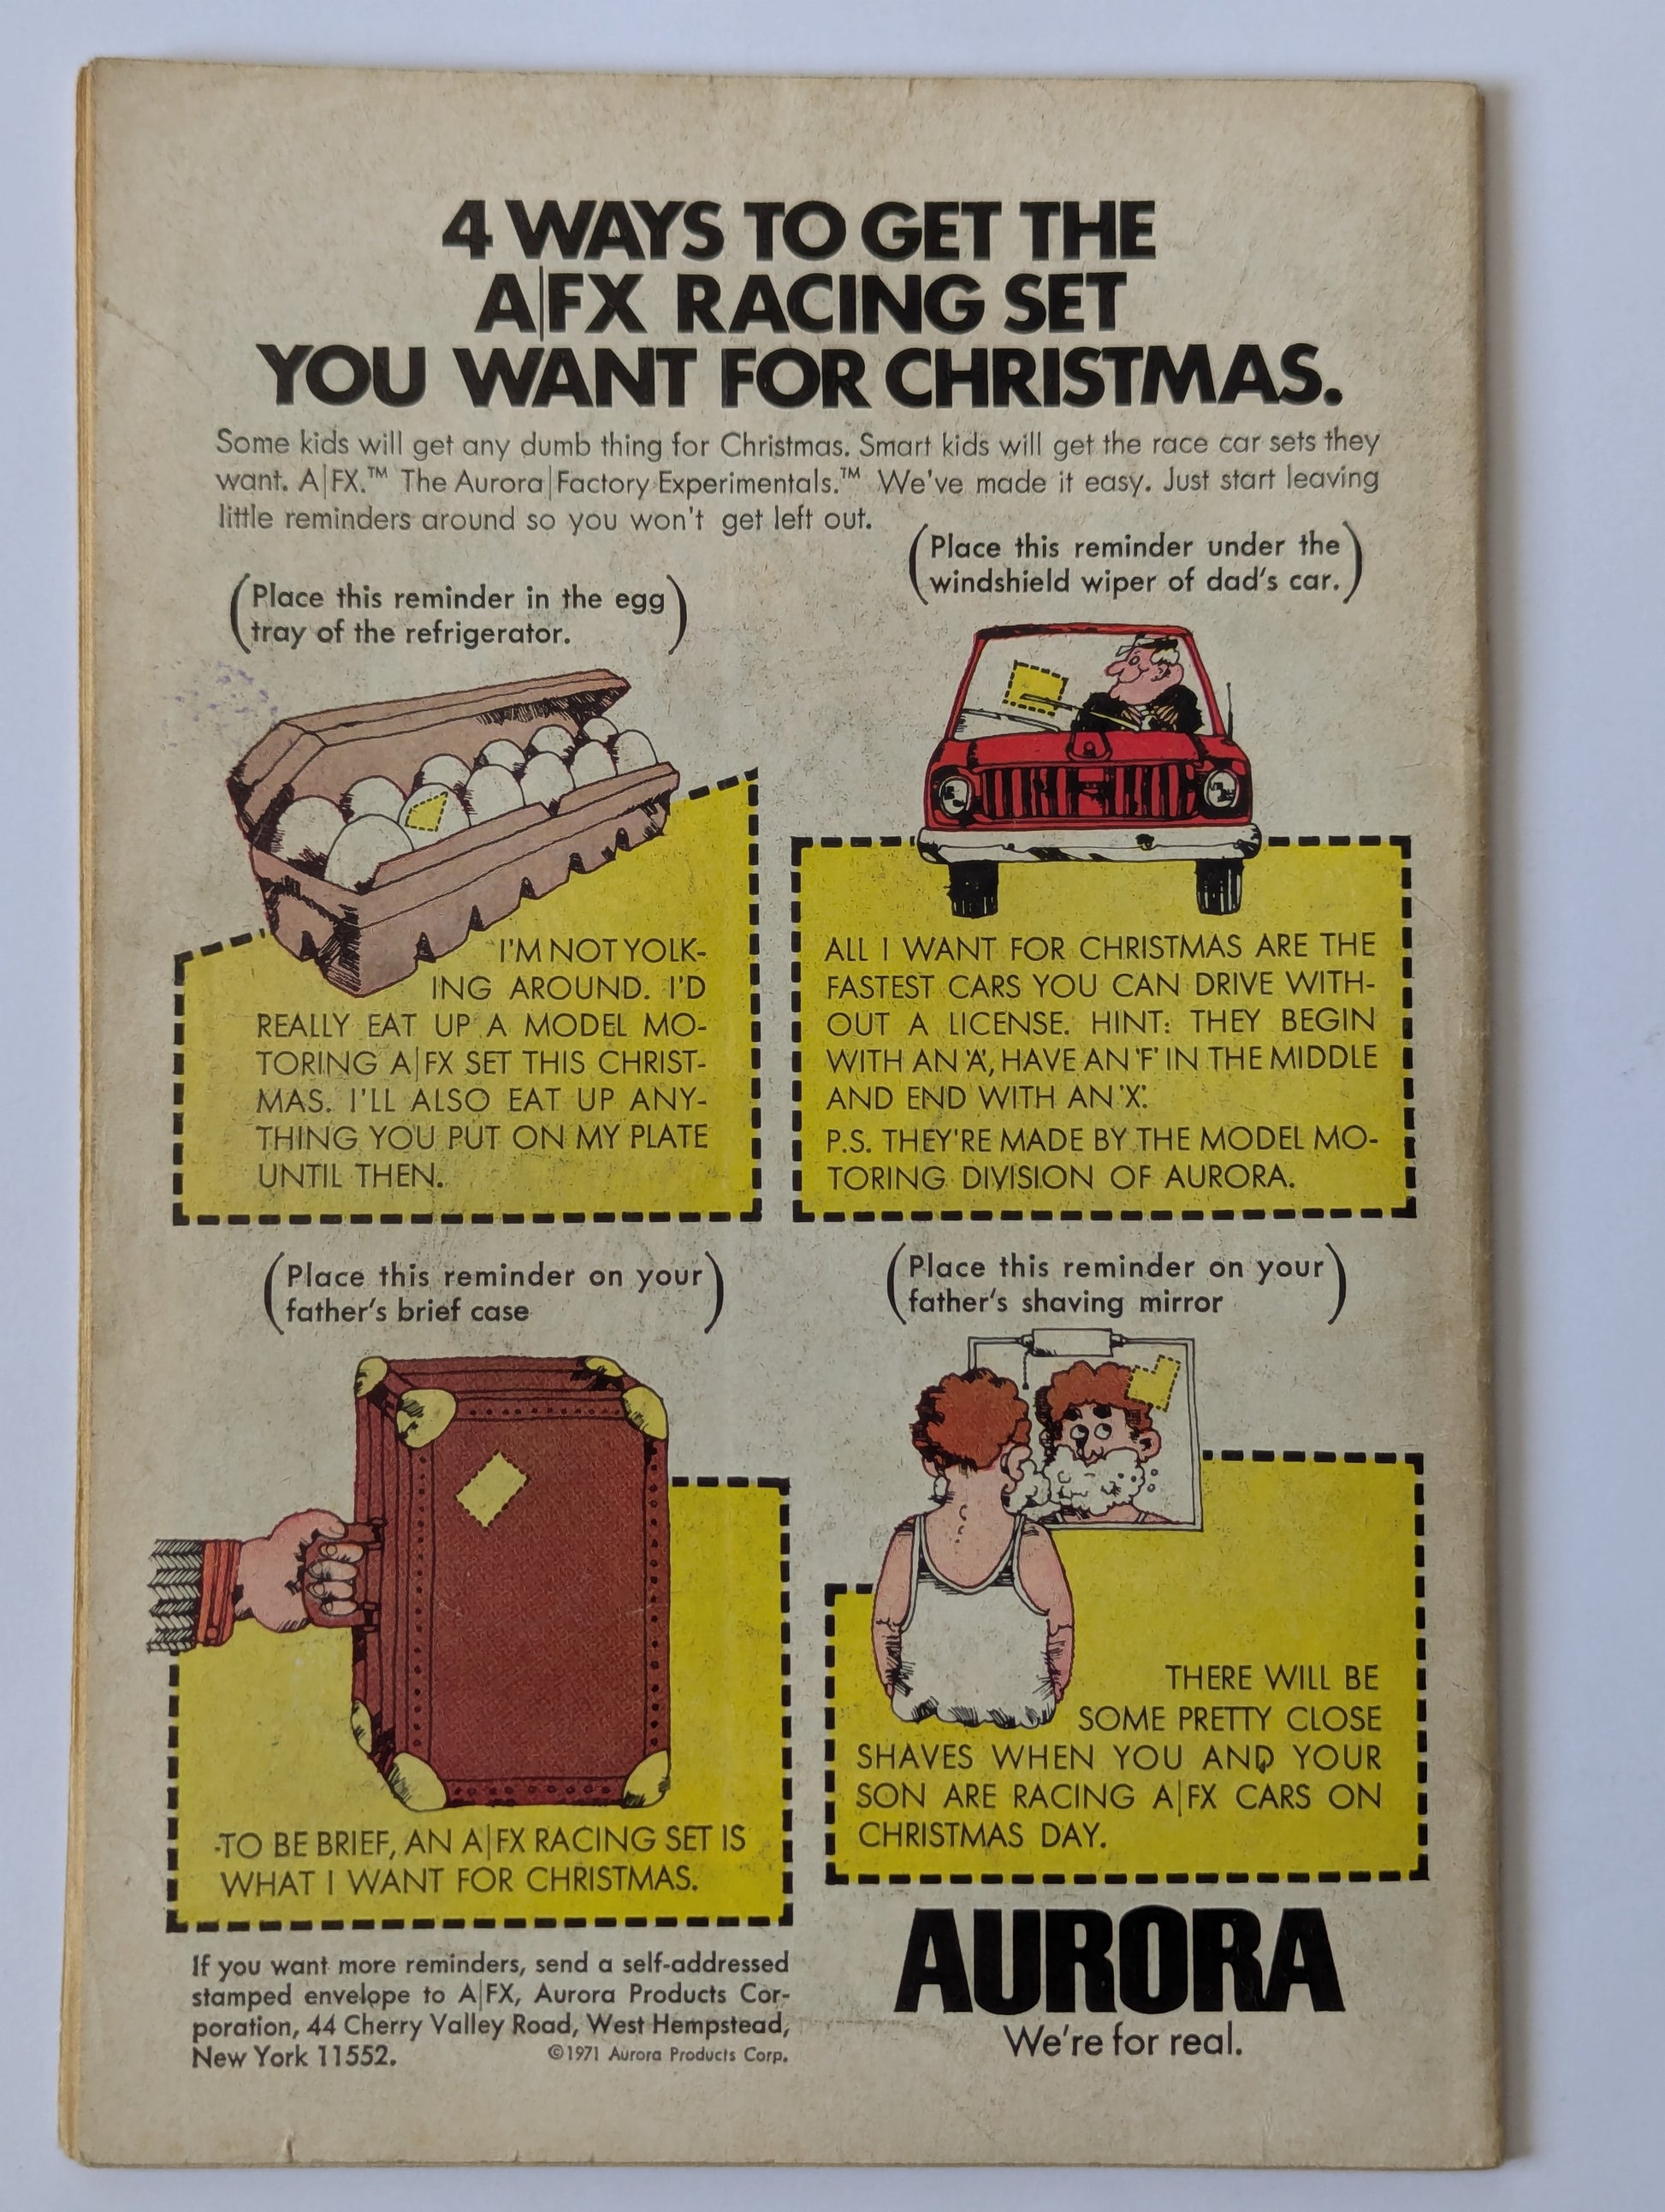 4 WAYS TO GET THE
A|FX RACING SET
YOU WANT FOR CHRISTMAS.
Some kids will get any dumb thing for Christmas. Smart kids will get the race car sets they
want. A|FX.™ The Aurora|Factory Experimentals.™ We've made it easy. Just start leaving
little reminders around so you won't get left out.
(Place this reminder in the egg
tray of the refrigerator.)
I'M NOT YOLK-
ING AROUND. I'D
REALLY EAT UP A MODEL MO-
TORING A|FX SET THIS CHRIST-
MAS. I'LL ALSO EAT UP ANY-
THING YOU PUT ON MY PLATE
UNTIL THEN.
(Place this reminder under the
windshield wiper of dad's car.)
ALL I WANT FOR CHRISTMAS ARE THE
FASTEST CARS YOU CAN DRIVE WITH-
OUT A LICENSE. HINT: THEY BEGIN
WITH AN 'A', HAVE AN 'F' IN THE MIDDLE
AND END WITH AN 'X'.
P.S. THEY'RE MADE BY THE MODEL MO-
TORING DIVISION OF AURORA.
(Place this reminder on your
father's brief case)
TO BE BRIEF, AN A|FX RACING SET IS
WHAT I WANT FOR CHRISTMAS.
(Place this reminder on your
father's shaving mirror)
THERE WILL BE
SOME PRETTY CLOSE
SHAVES WHEN YOU AND YOUR
SON ARE RACING A|FX CARS ON
CHRISTMAS DAY.
If you want more reminders, send a self-addressed
stamped envelope to A|FX, Aurora Products Cor-
poration, 44 Cherry Valley Road, West Hempstead,
New York 11552. ©1971 Aurora Products Corp.
AURORA
We're for real.